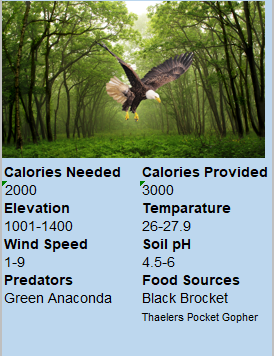 Calories Needed Calories Provided
2000 3000
Elevation Temparature
1001-1400 26-27.9
Wind Speed Soil pH
1-9 4.5-6
Predators Food Sources
Green Anaconda Black Brocket
Thaelers Pocket Gopher